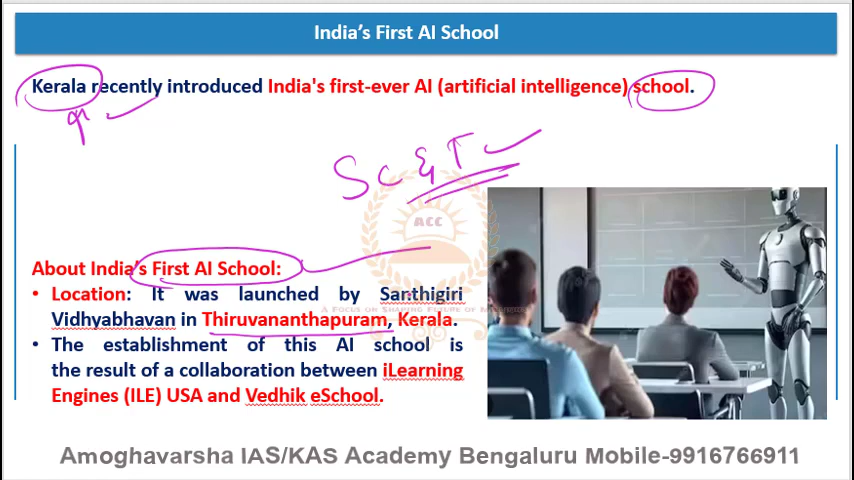 India’s First AI School
Kerala recently introduced India's first-ever AI (artificial intelligence) school.
Sc & T
ACC
About India’s First AI School:
• Location: It was launched by Santhigiri
Vidhyabhavan in Thiruvananthapuram, Kerala.
• The establishment of this AI school is
the result of a collaboration between iLearning
Engines (ILE) USA and Vedhik eSchool.
Amoghavarsha IAS/KAS Academy Bengaluru Mobile-9916766911